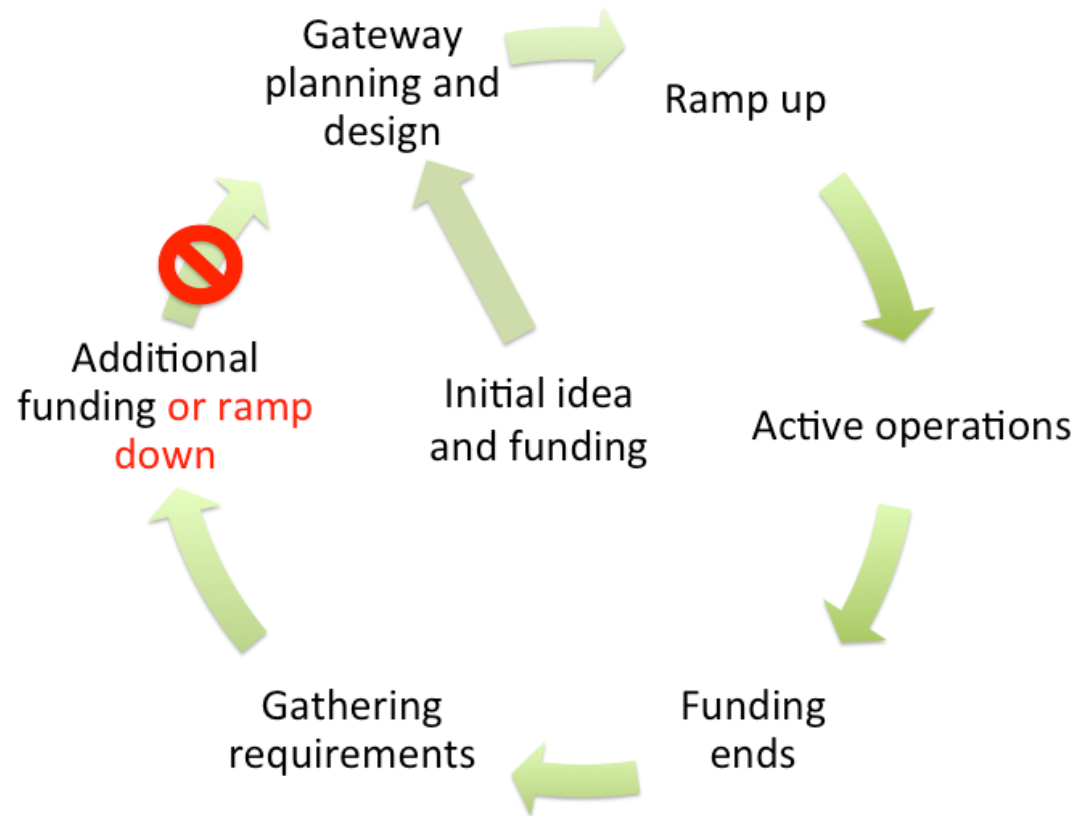 Gateway
planning and
design
Ramp up
Active operations
Funding
ends
Gathering
requirements
Additional
funding or ramp
down
Initial idea
and funding